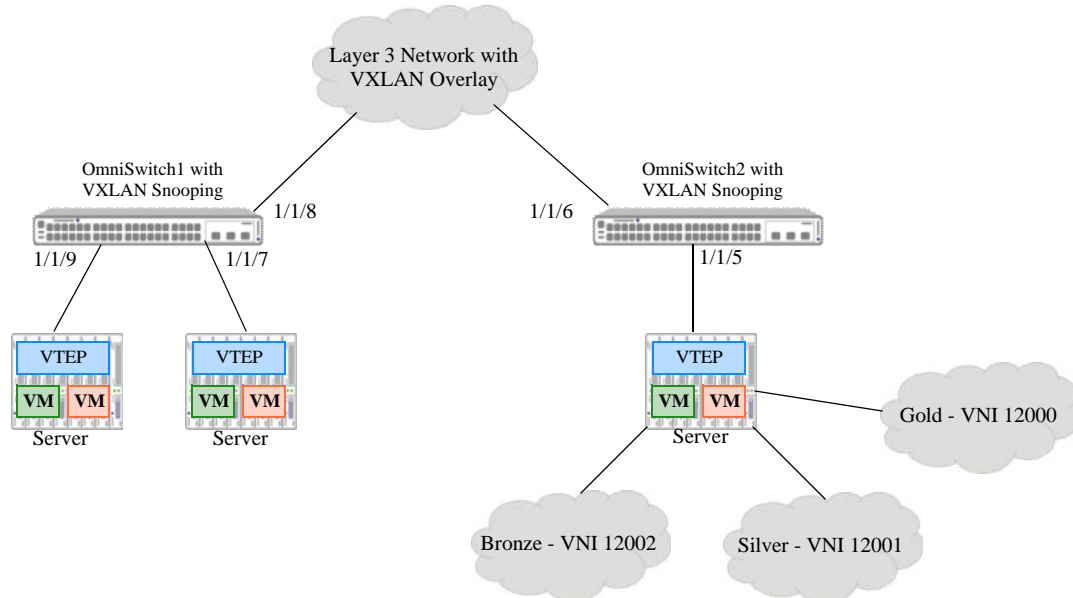 Layer 3 Network with
VXLAN Overlay
OmniSwitch1 with
VXLAN Snooping
OmniSwitch2 with
VXLAN Snooping
1/1/8
1/1/6
1/1/9
1/1/7
1/1/5
VTEP
VTEP
VTEP
VM
VM
VM
VM
VM
VM
Server
Server
Server
Gold - VNI 12000
Bronze - VNI 12002
Silver - VNI 12001